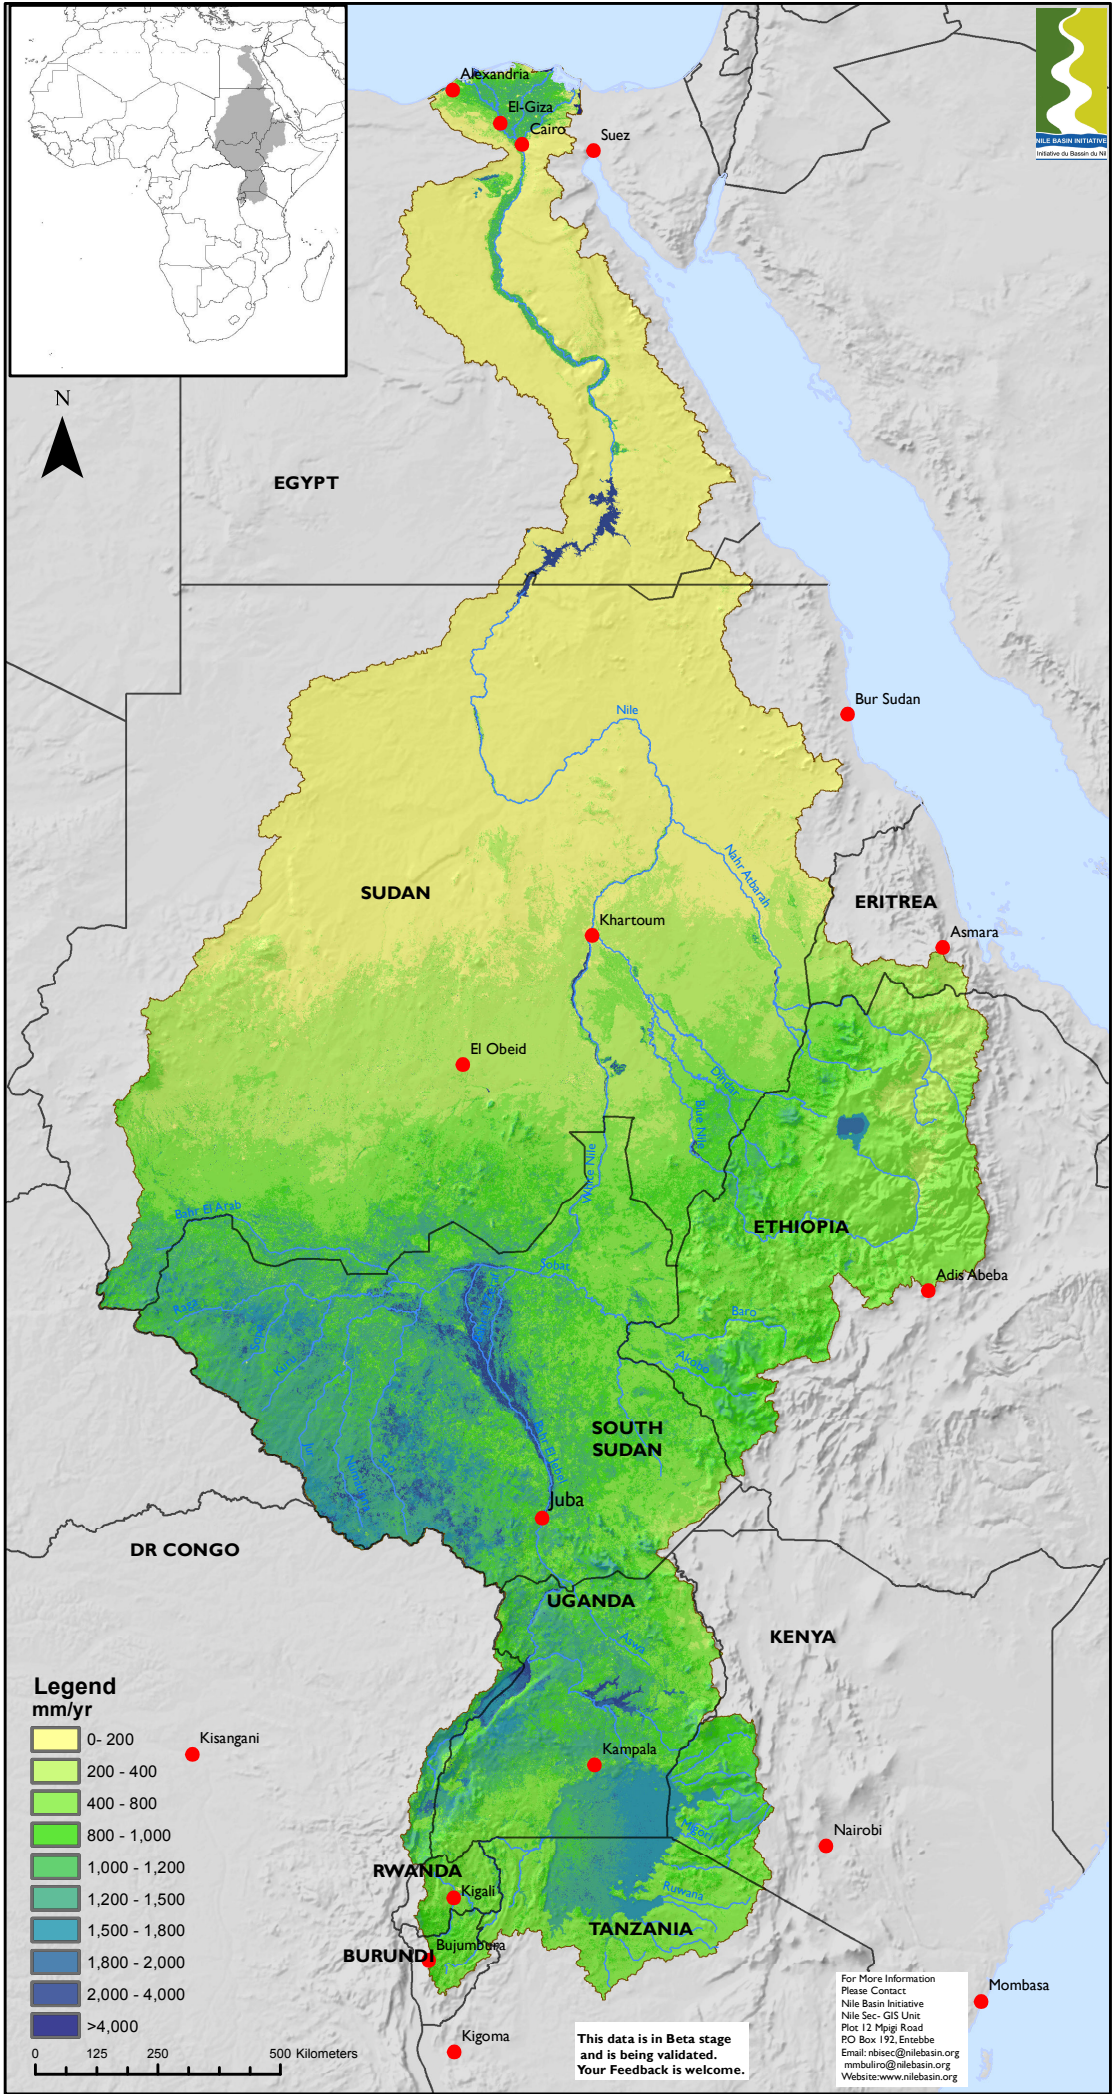 NILE BASIN INITIATIVE
Initiative du Bassin du Nil
Alexandria
El-Giza
Cairo
Suez
N
EGYPT
Bur Sudan
Nile
Nahr Atbarah
SUDAN
ERITREA
Khartoum
Asmara
El Obeid
Dindar
Blue Nile
White Nile
Bahr El Arab
ETHIOPIA
Sobat
Adis Abeba
Raga
Sopo
Kuru
Baro
Akobo
SOUTH
SUDAN
Jur
Bahr El Jebel
Juba
DR CONGO
UGANDA
Aswa
KENYA
Legend
mm/yr
0- 200
200 - 400
400 - 800
800 - 1,000
1,000 - 1,200
1,200 - 1,500
1,500 - 1,800
1,800 - 2,000
2,000 - 4,000
>4,000
0 125 250 500 Kilometers
Kisangani
Kampala
Migori
Nairobi
RWANDA
Kigali
Ruwana
TANZANIA
BURUNDI
Bujumbura
Kigoma
Mombasa
This data is in Beta stage
and is being validated.
Your Feedback is welcome.
For More Information
Please Contact
Nile Basin Initiative
Nile Sec- GIS Unit
Plot 12 Mpigi Road
P.O Box 192, Entebbe
Email: nbisec@nilebasin.org
mmbuliro@nilebasin.org
Website:www.nilebasin.org